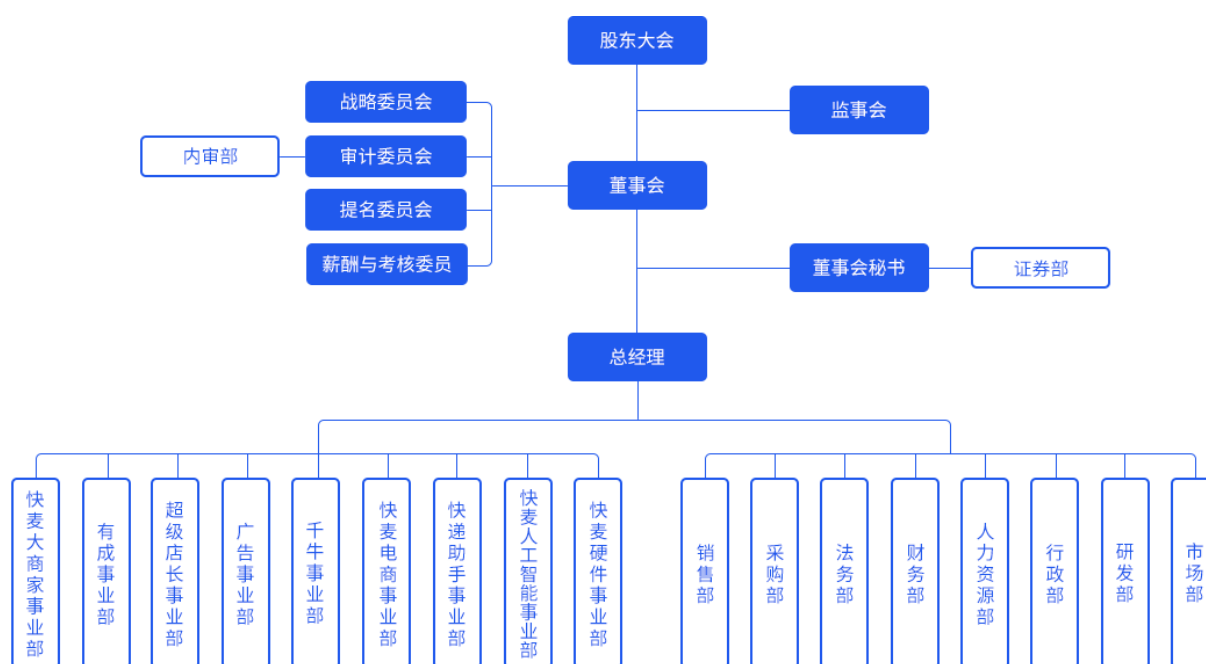 股东大会
战略委员会
监事会
内审部
审计委员会
董事会
提名委员会
薪酬与考核委员
董事会秘书
证券部
总经理
快麦大商家事业部
有成事业部
超级店长事业部
广告事业部
千牛事业部
快麦电商事业部
快递助手事业部
快麦人工智能事业部
快麦硬件事业部
销售部
采购部
法务部
财务部
人力资源部
行政部
研发部
市场部